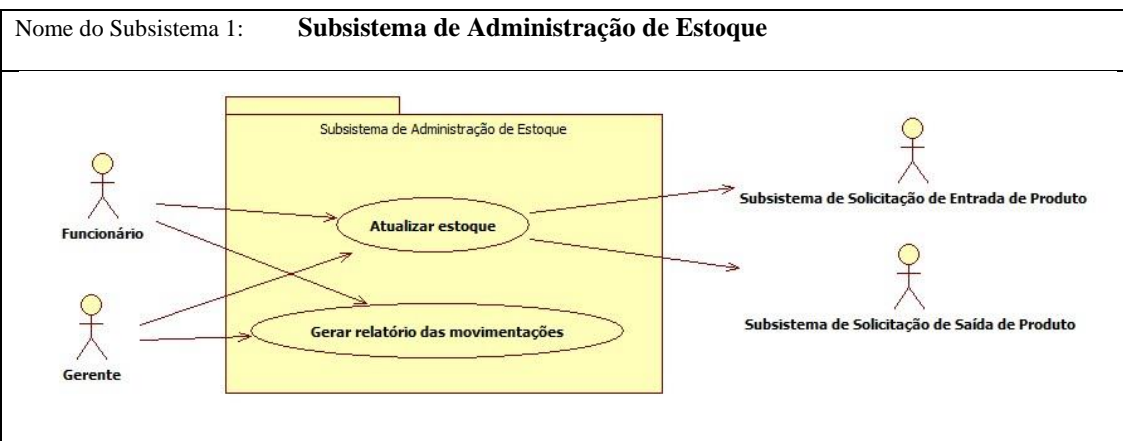 Nome do Subsistema 1: Subsistema de Administração de Estoque
Subsistema de Administração de Estoque
Subsistema de Solicitação de Entrada de Produto
Atualizar estoque
Funcionário
Subsistema de Solicitação de Saída de Produto
Gerar relatório das movimentações
Gerente